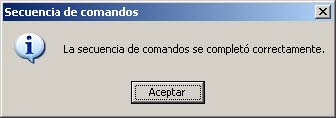 Secuencia de comandos
La secuencia de comandos se completó correctamente.
Aceptar